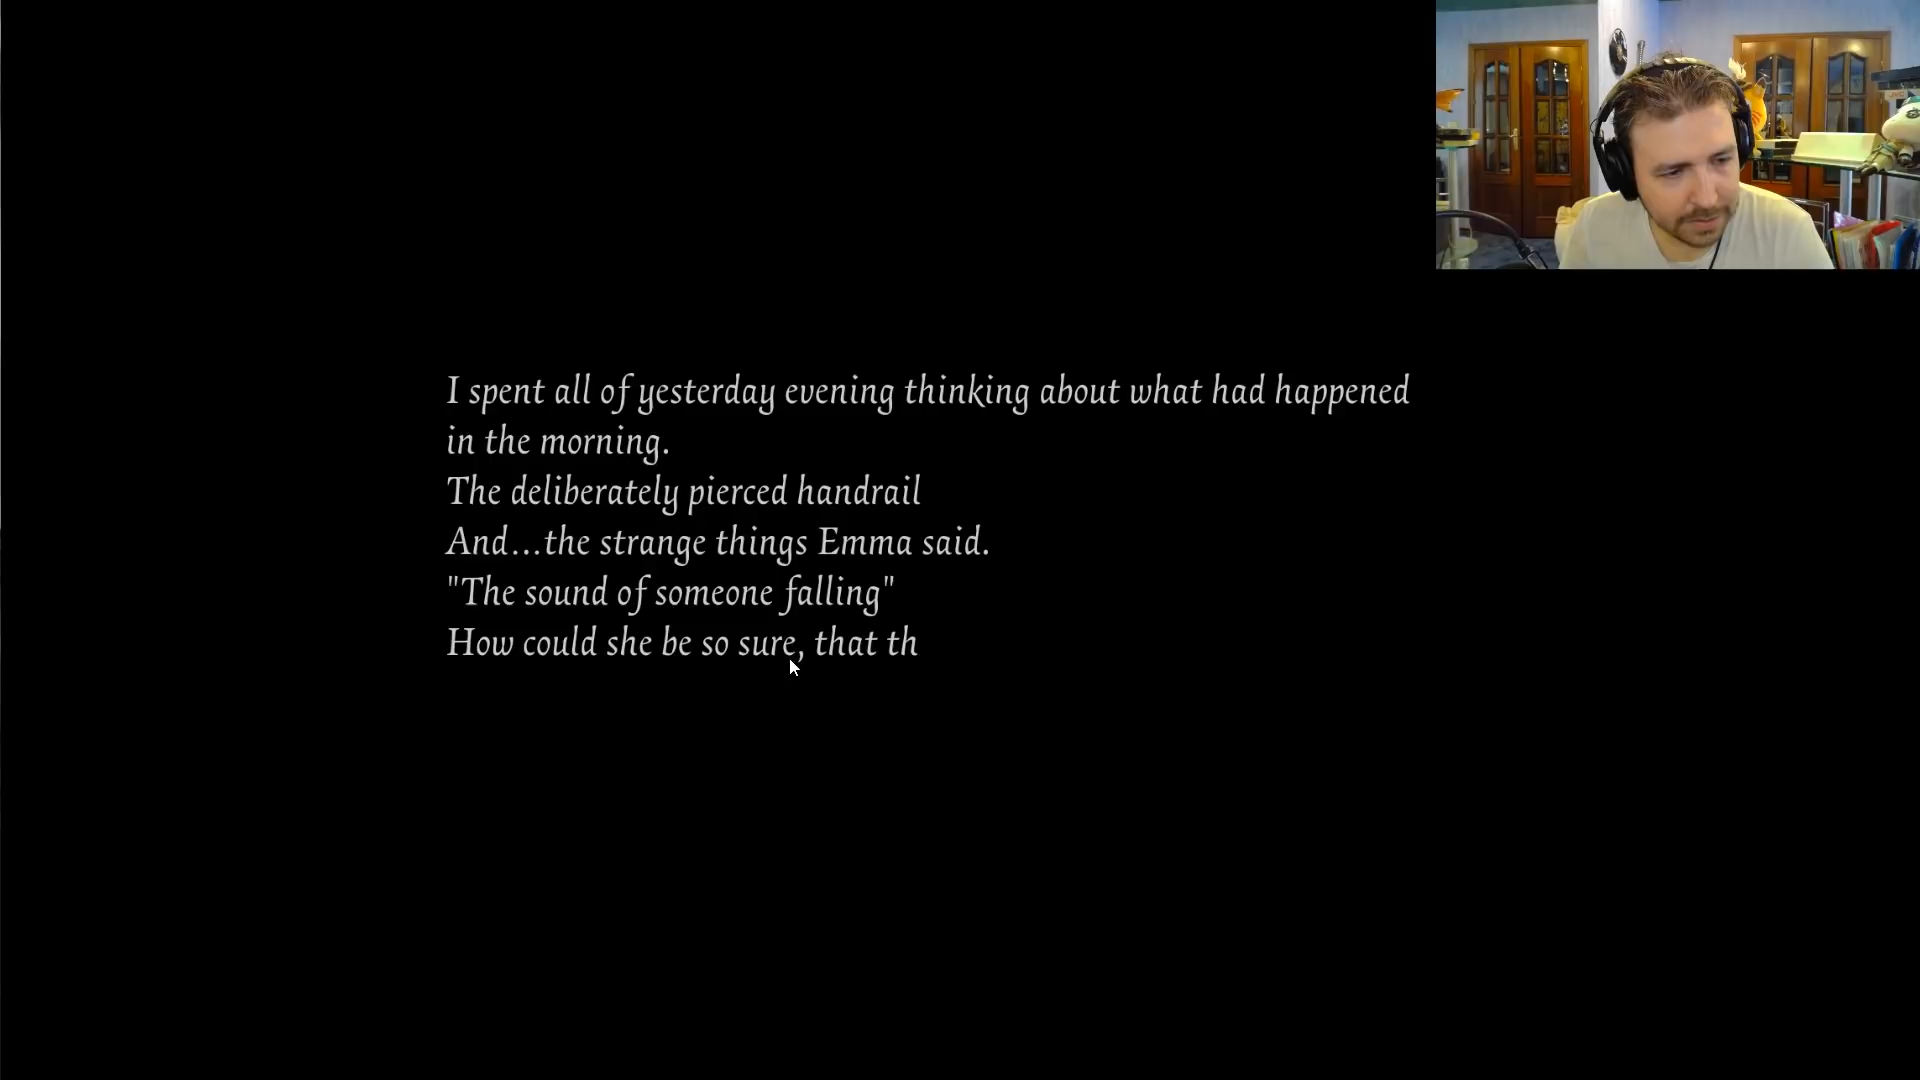 I spent all of yesterday evening thinking about what had happened
in the morning.
The deliberately pierced handrail
And...the strange things Emma said.
"The sound of someone falling"
How could she be so sure, that th